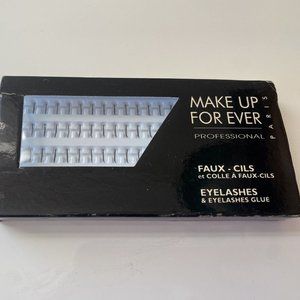 MAKE UP
FOR EVER
PROFESSIONAL
PARIS
FAUX - CILS
et COLLE A FAUX-CILS
EYELASHES
& EYELASHES GLUE